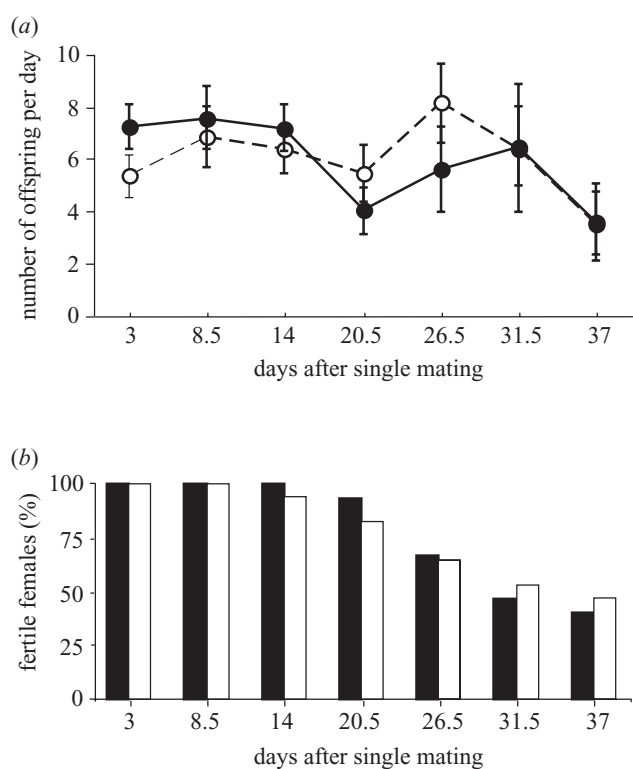 (a)
number of offspring per day
10
8
6
4
2
0
3 8.5 14 20.5 26.5 31.5 37
days after single mating
(b)
fertile females (%)
100
75
50
25
0
3 8.5 14 20.5 26.5 31.5 37
days after single mating